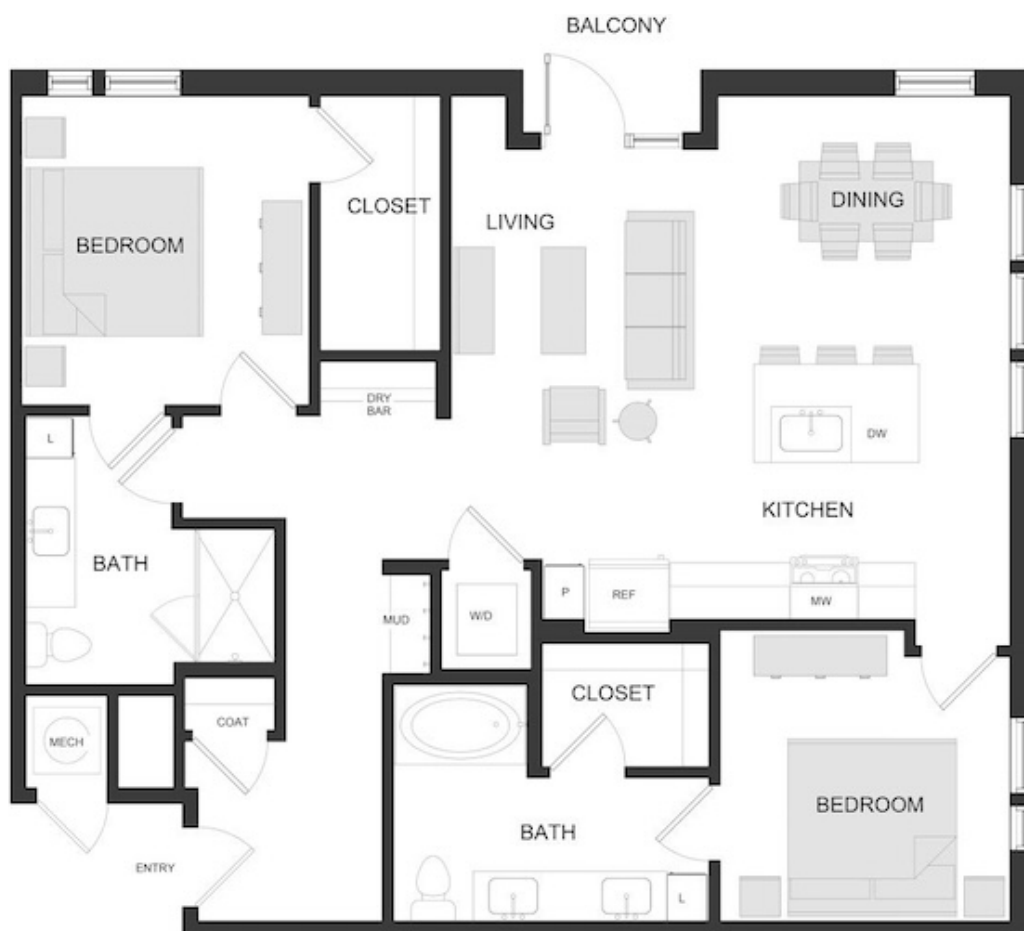 BALCONY
CLOSET
DINING
LIVING
BEDROOM
DRY
BAR
L
DW
KITCHEN
BATH
P
REF
MW
MUD
W/D
CLOSET
COAT
MECH
BEDROOM
BATH
ENTRY
L